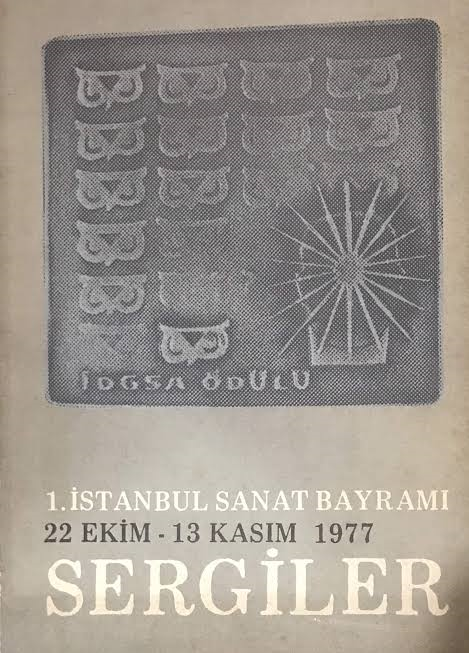 İDGSA ÖDÜLÜ
1. İSTANBUL SANAT BAYRAMI
22 EKİM - 13 KASIM 1977
SERGİLER